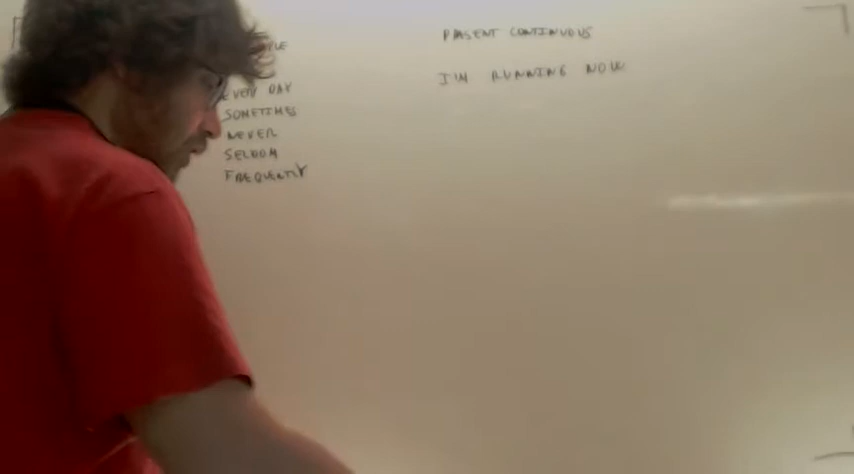 EVERY DAY
SOMETIMES
NEVER
SELDOM
FREQUENTLY
PRESENT CONTINUOUS
I'M RUNNING NOW